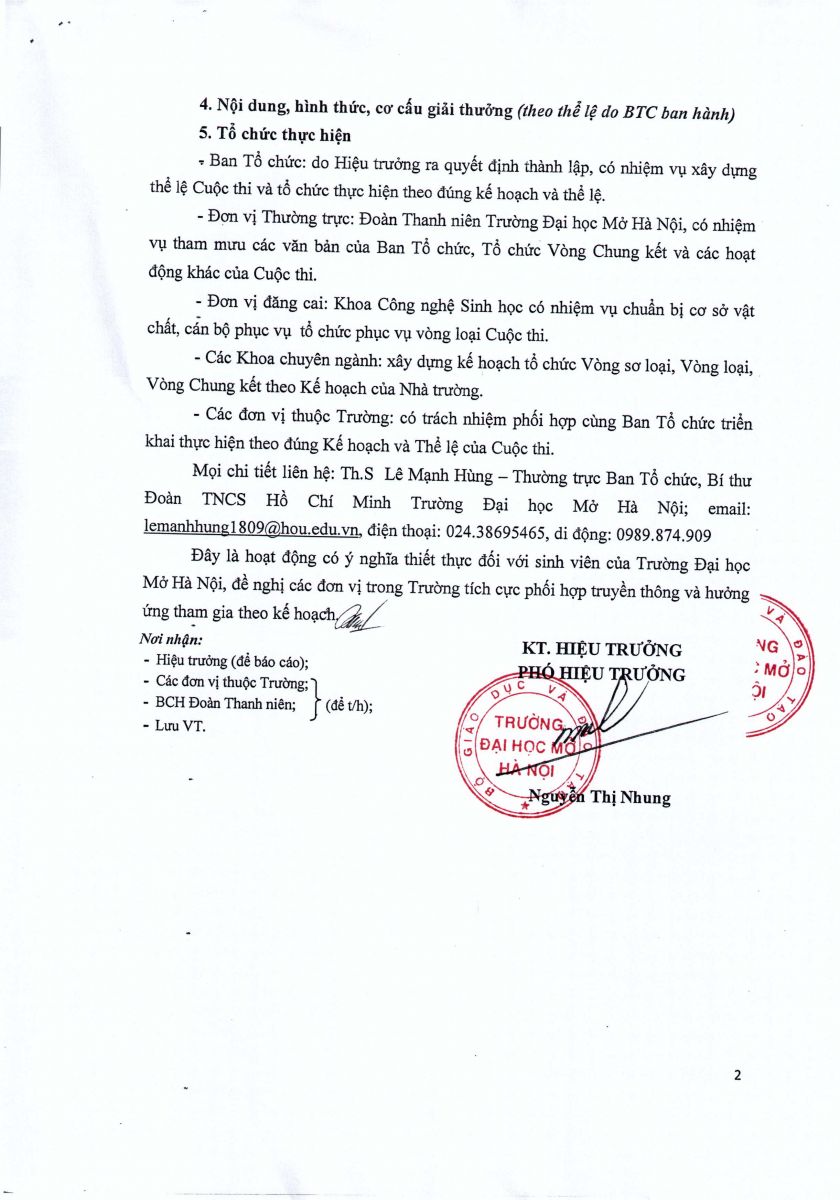 4. Nội dung, hình thức, cơ cấu giải thưởng (theo thể lệ do BTC ban hành)
5. Tổ chức thực hiện
- Ban Tổ chức: do Hiệu trưởng ra quyết định thành lập, có nhiệm vụ xây dựng
thể lệ Cuộc thi và tổ chức thực hiện theo đúng kế hoạch và thể lệ.
- Đơn vị Thường trực: Đoàn Thanh niên Trường Đại học Mở Hà Nội, có nhiệm
vụ tham mưu các văn bản của Ban Tổ chức, Tổ chức Vòng Chung kết và các hoạt
động khác của Cuộc thi.
- Đơn vị đăng cai: Khoa Công nghệ Sinh học có nhiệm vụ chuẩn bị cơ sở vật
chất, cán bộ phục vụ tổ chức phục vụ vòng loại Cuộc thi.
- Các Khoa chuyên ngành: xây dựng kế hoạch tổ chức Vòng sơ loại, Vòng loại,
Vòng Chung kết theo Kế hoạch của Nhà trường.
- Các đơn vị thuộc Trường: có trách nhiệm phối hợp cùng Ban Tổ chức triển
khai thực hiện theo đúng Kế hoạch và Thể lệ của Cuộc thi.
Mọi chi tiết liên hệ: Th.S Lê Mạnh Hùng – Thường trực Ban Tổ chức, Bí thư
Đoàn TNCS Hồ Chí Minh Trường Đại học Mở Hà Nội; email:
lemanhhung1809@hou.edu.vn, điện thoại: 024.38695465, di động: 0989.874.909
Đây là hoạt động có ý nghĩa thiết thực đối với sinh viên của Trường Đại học
Mở Hà Nội, đề nghị các đơn vị trong Trường tích cực phối hợp truyền thông và hưởng
ứng tham gia theo kế hoạch.
Nơi nhận:
- Hiệu trưởng (để báo cáo);
- Các đơn vị thuộc Trường;
- BCH Đoàn Thanh niên; (để t/h);
- Lưu VT.
KT. HIỆU TRƯỞNG
PHÓ HIỆU TRƯỞNG
BỘ GIÁO DỤC VÀ ĐÀO TẠO
TRƯỜNG
ĐẠI HỌC MỞ
HÀ NỘI
Nguyễn Thị Nhung
VÀ ĐÀO TẠO
NG
C MỞ
ỘI
2